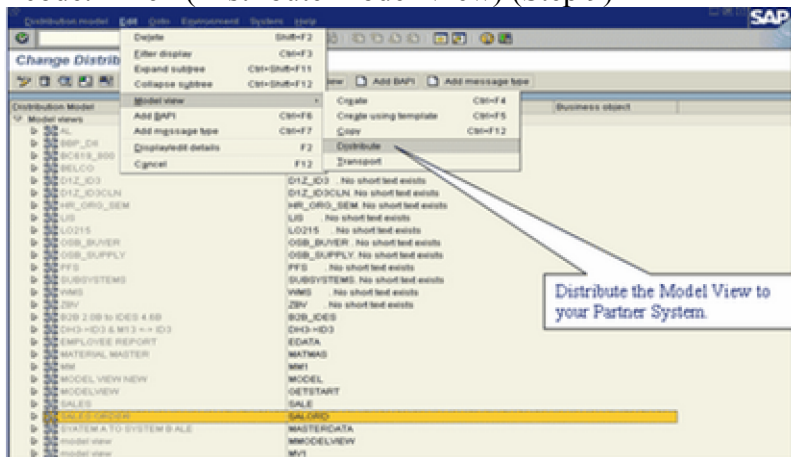 Distribution model Edit Goto Environment System Help
SAP
Delete Shift+F2
Change Distrib
Filter display Ctrl+F3
Expand subtree Ctrl+Shift+F11
Collapse subtree Ctrl+Shift+F12
Add BAPI Add message type
Distribution Model
Model view
Create Ctrl+F4
Business object
Model views
Add BAPI Ctrl+F6
Create using template Ctrl+F5
AL
Add message type Ctrl+F7
Copy Ctrl+F12
Display/edit details F2
Distribute
BC619_800
Cancel F12
Transport
BELCO
D1Z_ID3 D1Z_ID3 . No short text exists
D1Z_ID3CLN D1Z_ID3CLN. No short text exists
HR_ORG_SEM HR_ORG_SEM. No short text exists
LIS LIS . No short text exists
LO215 LO215 . No short text exists
OSB_BUYER OSB_BUYER . No short text exists
OSB_SUPPLY OSB_SUPPLY. No short text exists
PFS PFS . No short text exists
SUBSYSTEMS SUBSYSTEMS. No short text exists
WMS WMS . No short text exists
ZBV ZBV . No short text exists
Distribute the Model View to
your Partner System.
B2B 2.0B to IDES 4.6B B2B_IDES
DH3->ID3 & M13 <-> ID3 DH3->ID3
EMPLOYEE REPORT EDATA
MATERIAL MASTER MATMAS
MM MM1
MODEL VIEW NEW MODEL
MODELVIEW GETSTART
SALES SALE
SALES ORDER SALORD
SYATEM A TO SYSTEM B ALE MASTERDATA
model view MMODELVIEW
model view MV1